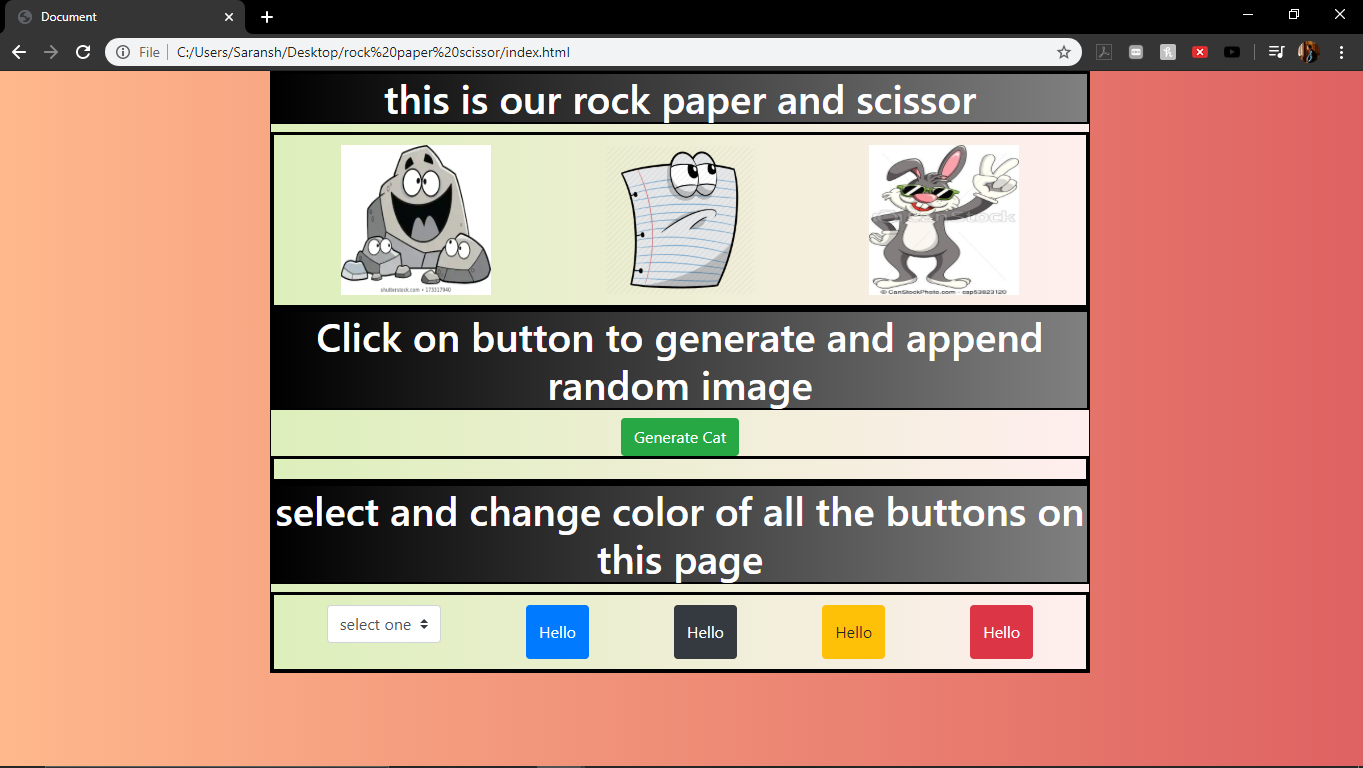 Document
File
C:/Users/Saransh/Desktop/rock%20paper%20scissor/index.html
this is our rock paper and scissor
shutterstock.com • 173317940
CanStock
© CanStockPhoto.com - csp53823120
Click on button to generate and append
random image
Generate Cat
select and change color of all the buttons on
this page
select one
Hello
Hello
Hello
Hello